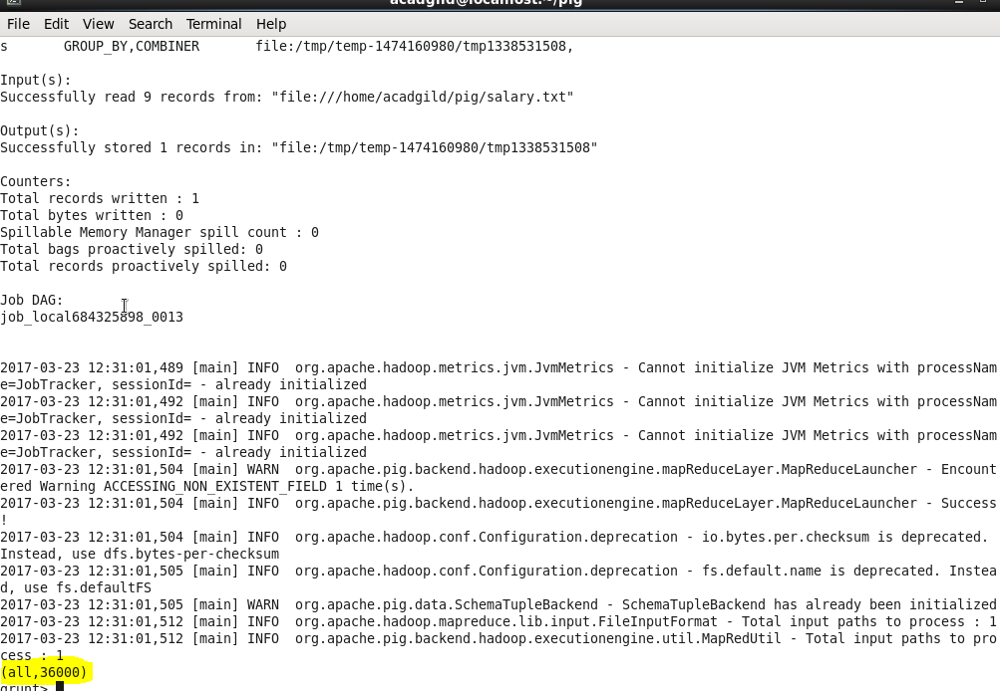 acadgild@localhost:~/pig
File Edit View Search Terminal Help
s GROUP_BY,COMBINER file:/tmp/temp-1474160980/tmp1338531508,
Input(s):
Successfully read 9 records from: "file:///home/acadgild/pig/salary.txt"
Output(s):
Successfully stored 1 records in: "file:/tmp/temp-1474160980/tmp1338531508"
Counters:
Total records written : 1
Total bytes written : 0
Spillable Memory Manager spill count : 0
Total bags proactively spilled: 0
Total records proactively spilled: 0
Job DAG:
job_local684325898_0013
2017-03-23 12:31:01,489 [main] INFO org.apache.hadoop.metrics.jvm.JvmMetrics - Cannot initialize JVM Metrics with processNam
e=JobTracker, sessionId= - already initialized
2017-03-23 12:31:01,492 [main] INFO org.apache.hadoop.metrics.jvm.JvmMetrics - Cannot initialize JVM Metrics with processNam
e=JobTracker, sessionId= - already initialized
2017-03-23 12:31:01,492 [main] INFO org.apache.hadoop.metrics.jvm.JvmMetrics - Cannot initialize JVM Metrics with processNam
e=JobTracker, sessionId= - already initialized
2017-03-23 12:31:01,504 [main] WARN org.apache.pig.backend.hadoop.executionengine.mapReduceLayer.MapReduceLauncher - Encount
ered Warning ACCESSING_NON_EXISTENT_FIELD 1 time(s).
2017-03-23 12:31:01,504 [main] INFO org.apache.pig.backend.hadoop.executionengine.mapReduceLayer.MapReduceLauncher - Success
!
2017-03-23 12:31:01,504 [main] INFO org.apache.hadoop.conf.Configuration.deprecation - io.bytes.per.checksum is deprecated.
Instead, use dfs.bytes-per-checksum
2017-03-23 12:31:01,505 [main] INFO org.apache.hadoop.conf.Configuration.deprecation - fs.default.name is deprecated. Instea
d, use fs.defaultFS
2017-03-23 12:31:01,505 [main] WARN org.apache.pig.data.SchemaTupleBackend - SchemaTupleBackend has already been initialized
2017-03-23 12:31:01,512 [main] INFO org.apache.hadoop.mapreduce.lib.input.FileInputFormat - Total input paths to process : 1
2017-03-23 12:31:01,512 [main] INFO org.apache.pig.backend.hadoop.executionengine.util.MapRedUtil - Total input paths to pro
cess : 1
(all,36000)
grunt>